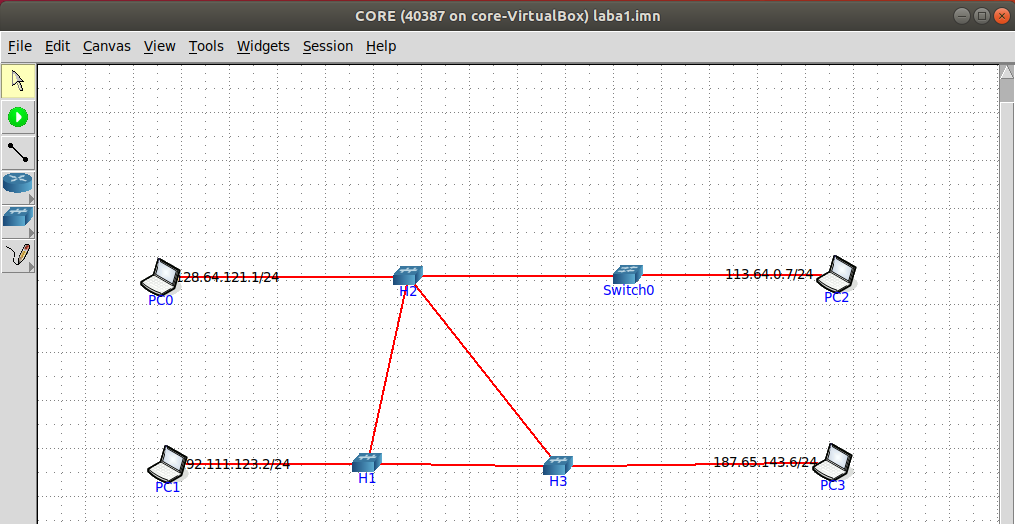 CORE (40387 on core-VirtualBox) laba1.imn
File Edit Canvas View Tools Widgets Session Help
128.64.121.1/24
113.64.0.7/24
PC0
H2
Switch0
PC2
92.111.123.2/24
187.65.143.6/24
PC1
H1
H3
PC3